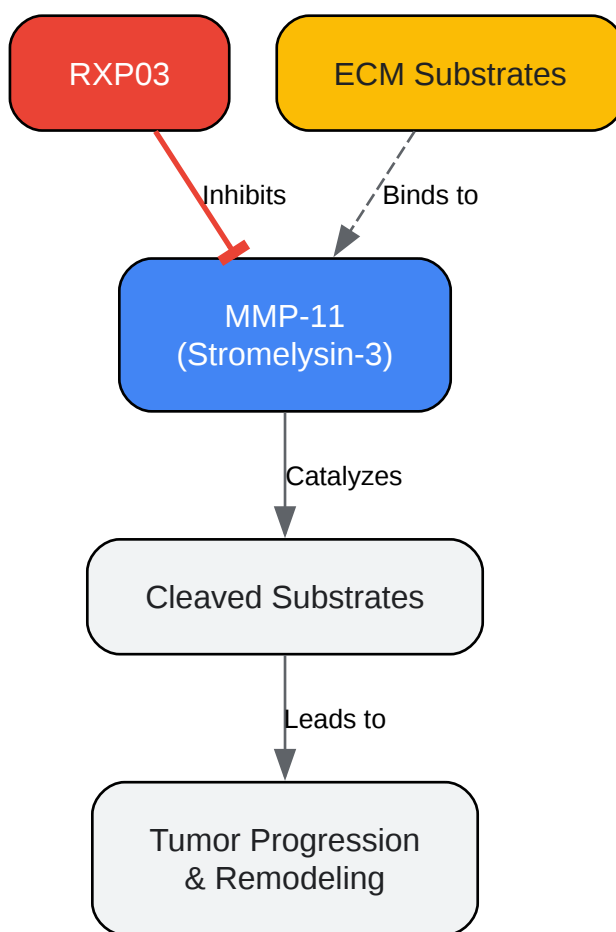 RXP03
ECM Substrates
Inhibits
Binds to
MMP-11
(Stromelysin-3)
Catalyzes
Cleaved Substrates
Leads to
Tumor Progression
& Remodeling